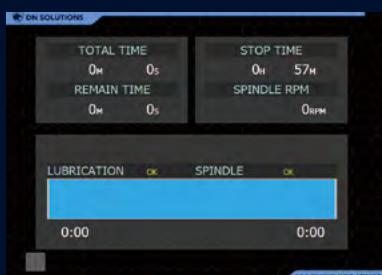 DN SOLUTIONS
TOTAL TIME
0M 0S
REMAIN TIME
0M 0S
STOP TIME
0H 57M
SPINDLE RPM
0RPM
LUBRICATION OK SPINDLE OK
0:00 0:00